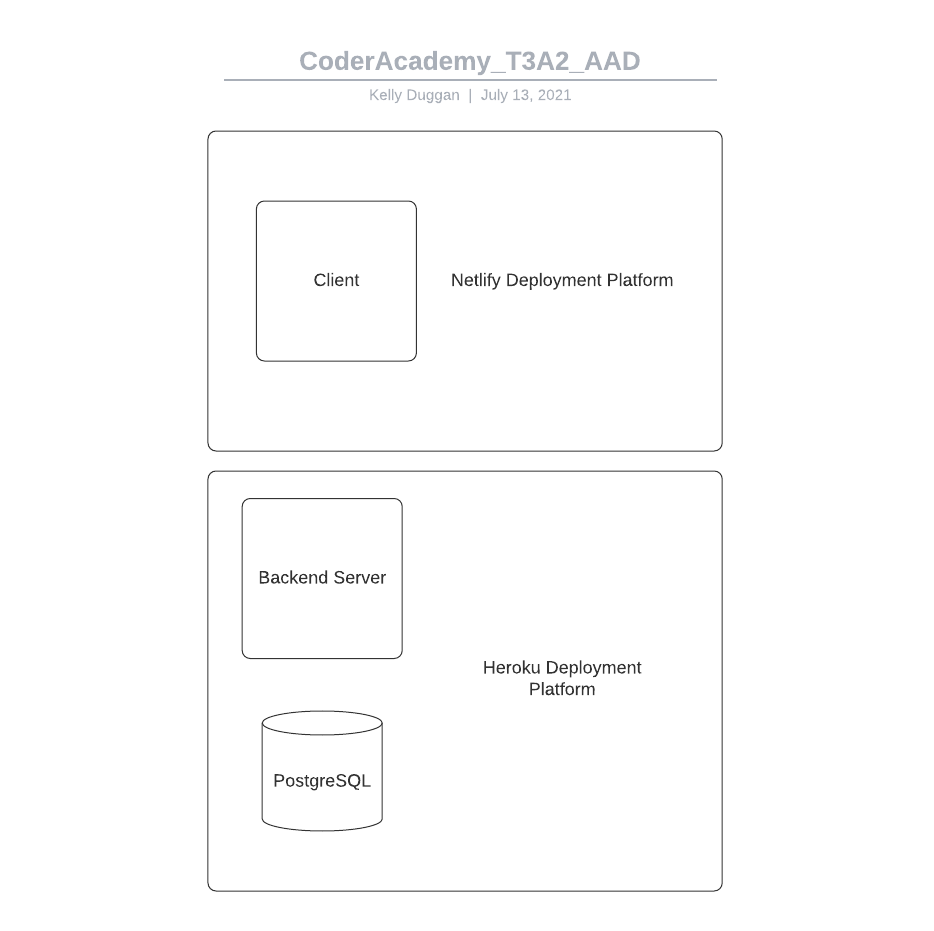 CoderAcademy_T3A2_AAD
Kelly Duggan | July 13, 2021
Client
Netlify Deployment Platform
Backend Server
Heroku Deployment
Platform
PostgreSQL